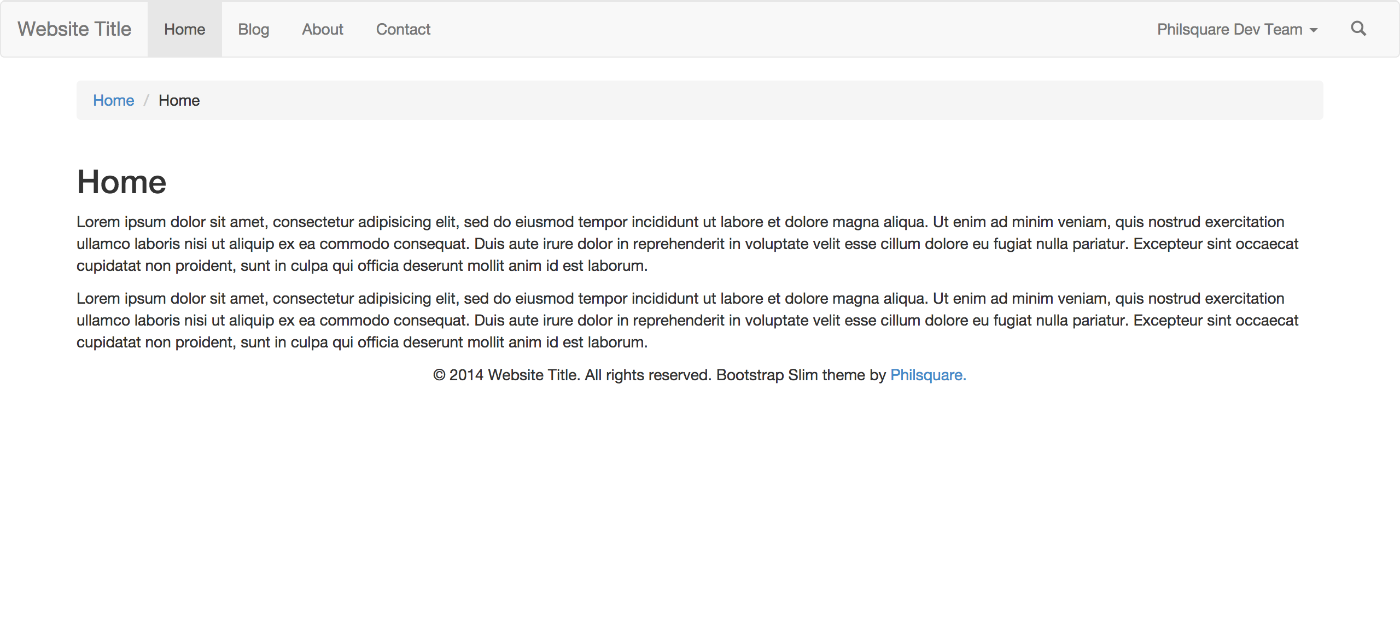 Website Title Home Blog About Contact Philsquare Dev Team
Home / Home
Home
Lorem ipsum dolor sit amet, consectetur adipisicing elit, sed do eiusmod tempor incididunt ut labore et dolore magna aliqua. Ut enim ad minim veniam, quis nostrud exercitation
ullamco laboris nisi ut aliquip ex ea commodo consequat. Duis aute irure dolor in reprehenderit in voluptate velit esse cillum dolore eu fugiat nulla pariatur. Excepteur sint occaecat
cupidatat non proident, sunt in culpa qui officia deserunt mollit anim id est laborum.
Lorem ipsum dolor sit amet, consectetur adipisicing elit, sed do eiusmod tempor incididunt ut labore et dolore magna aliqua. Ut enim ad minim veniam, quis nostrud exercitation
ullamco laboris nisi ut aliquip ex ea commodo consequat. Duis aute irure dolor in reprehenderit in voluptate velit esse cillum dolore eu fugiat nulla pariatur. Excepteur sint occaecat
cupidatat non proident, sunt in culpa qui officia deserunt mollit anim id est laborum.
© 2014 Website Title. All rights reserved. Bootstrap Slim theme by Philsquare.